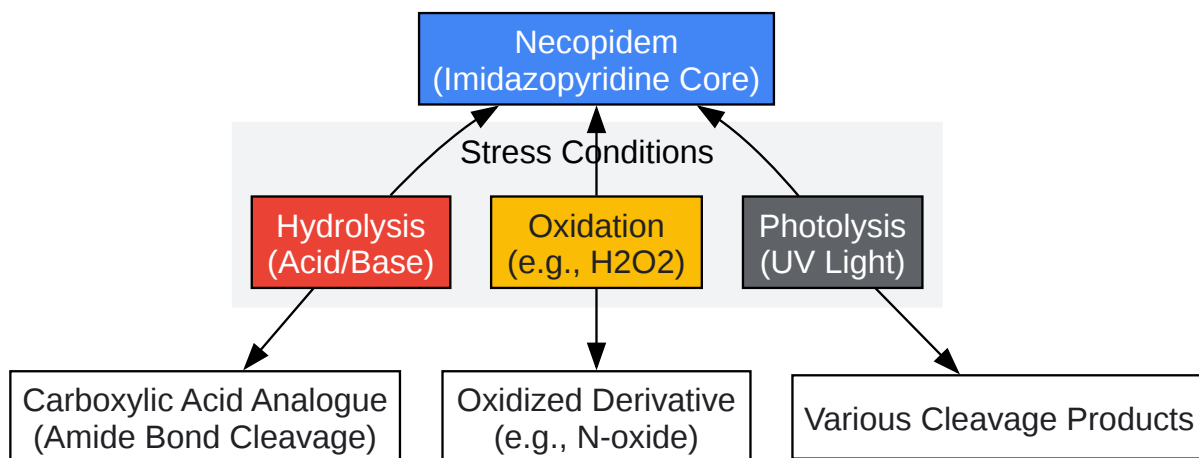 Necopidem
(Imidazopyridine Core)
Stress Conditions
Hydrolysis
(Acid/Base)
Oxidation
(e.g., H2O2)
Photolysis
(UV Light)
Carboxylic Acid Analogue
(Amide Bond Cleavage)
Oxidized Derivative
(e.g., N-oxide)
Various Cleavage Products